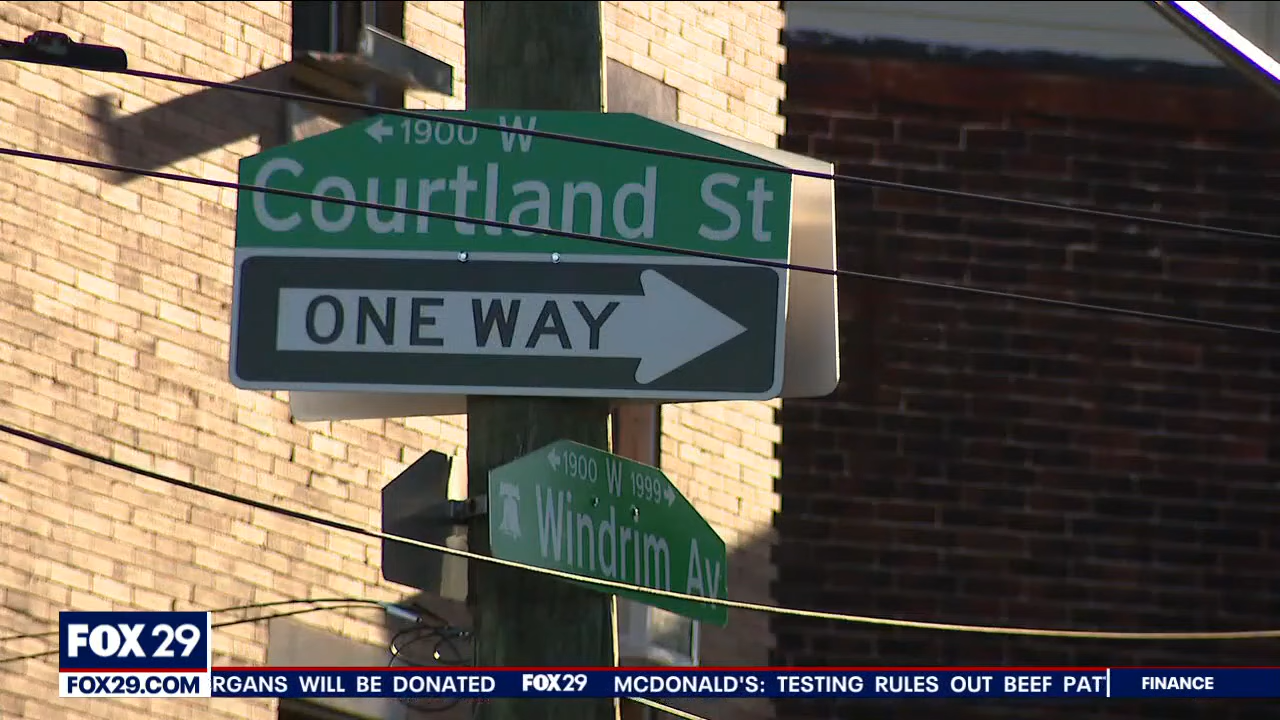 ←1900 W
Courtland St
ONE WAY
←1900 W 1999→
Windrim Av
FOX 29
FOX29.COM
RGANS WILL BE DONATED FOX29 MCDONALD'S: TESTING RULES OUT BEEF PAT
FINANCE